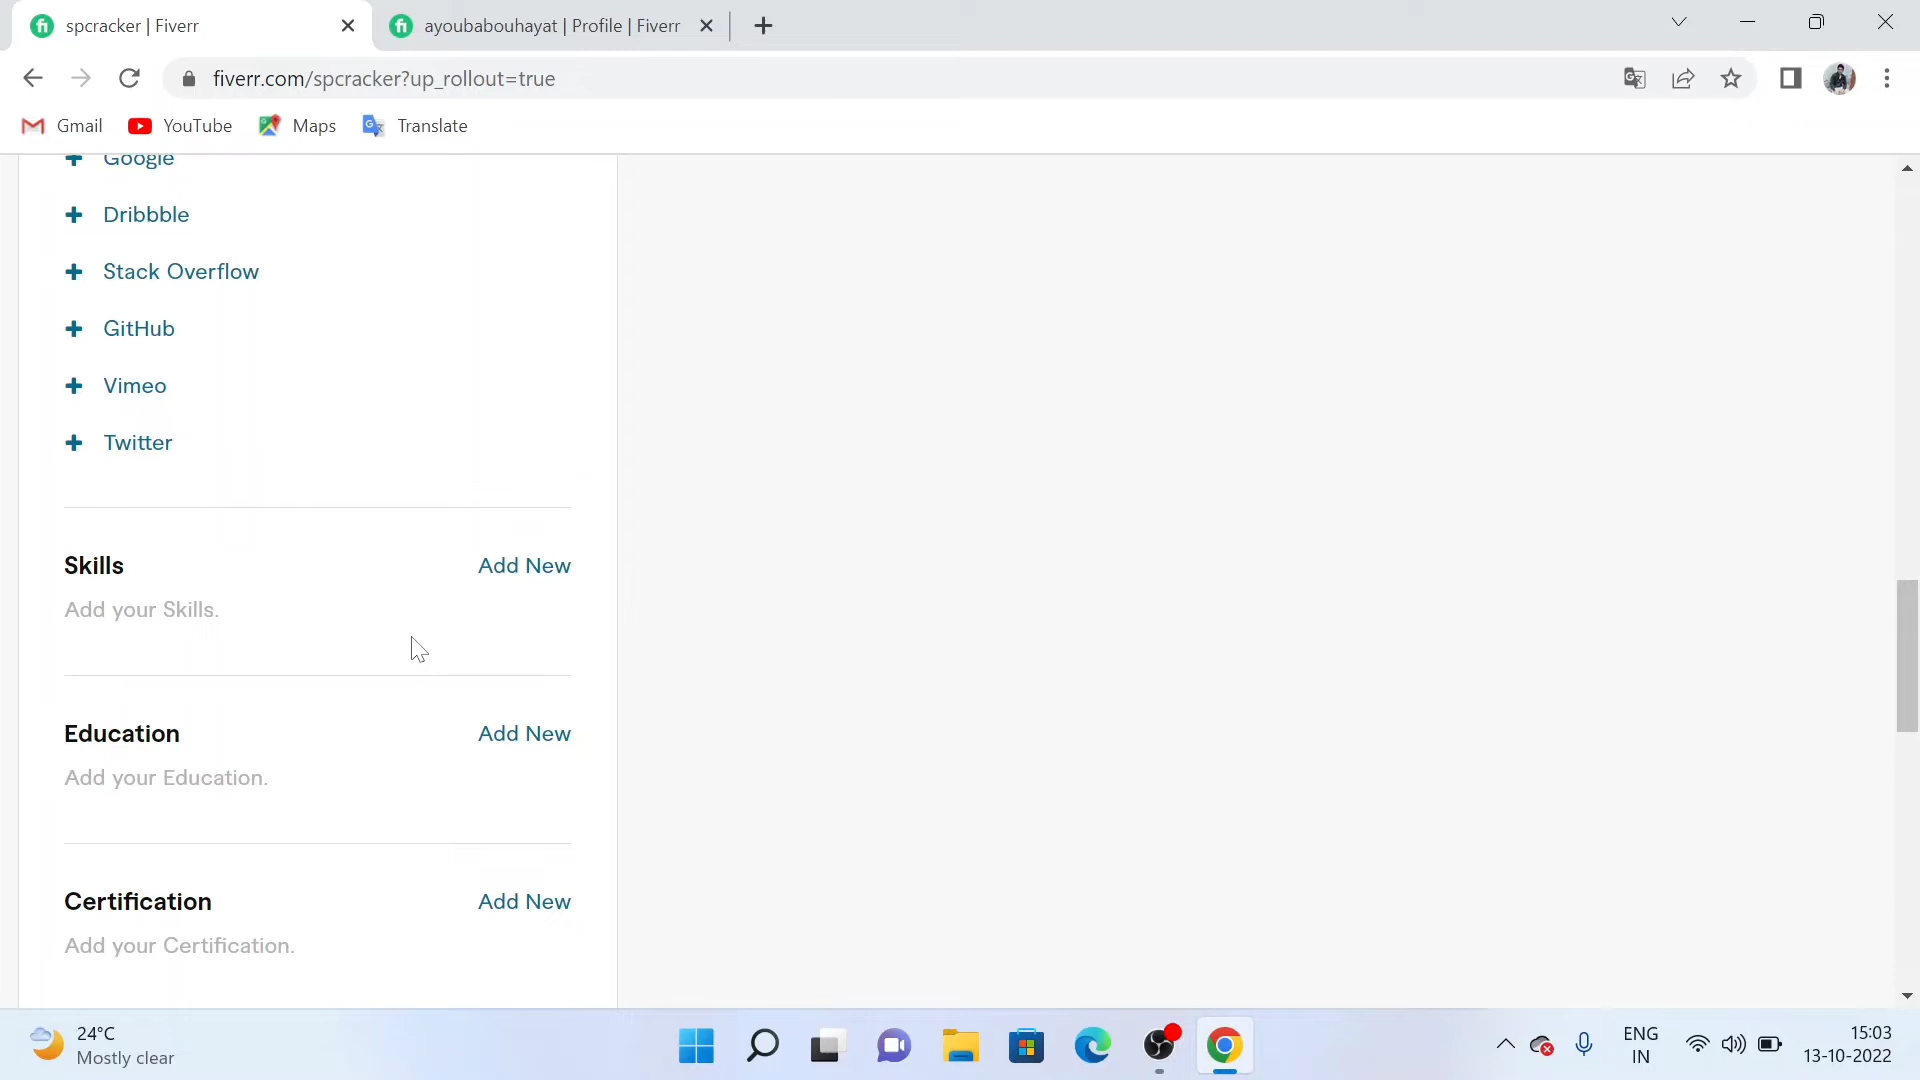 spcracker | Fiverr
ayoubabouhayat | Profile | Fiverr
fiverr.com/spcracker?up_rollout=true
Gmail
YouTube
Maps
Translate
Google
Dribbble
Stack Overflow
GitHub
Vimeo
Twitter
Skills Add New
Add your Skills.
Education Add New
Add your Education.
Certification Add New
Add your Certification.
24°C
Mostly clear
ENG
IN
15:03
13-10-2022